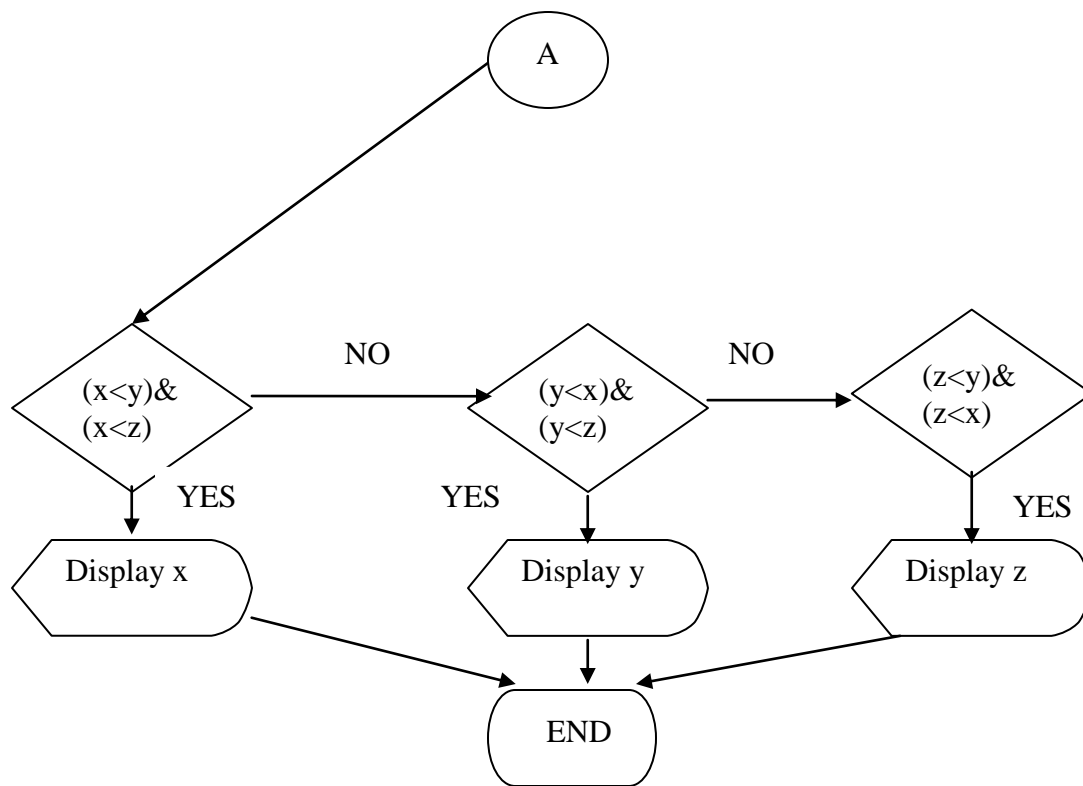 A
(x<y)&
(x<z)
NO
(y<x)&
(y<z)
NO
(z<y)&
(z<x)
YES
YES
YES
Display x
Display y
Display z
END